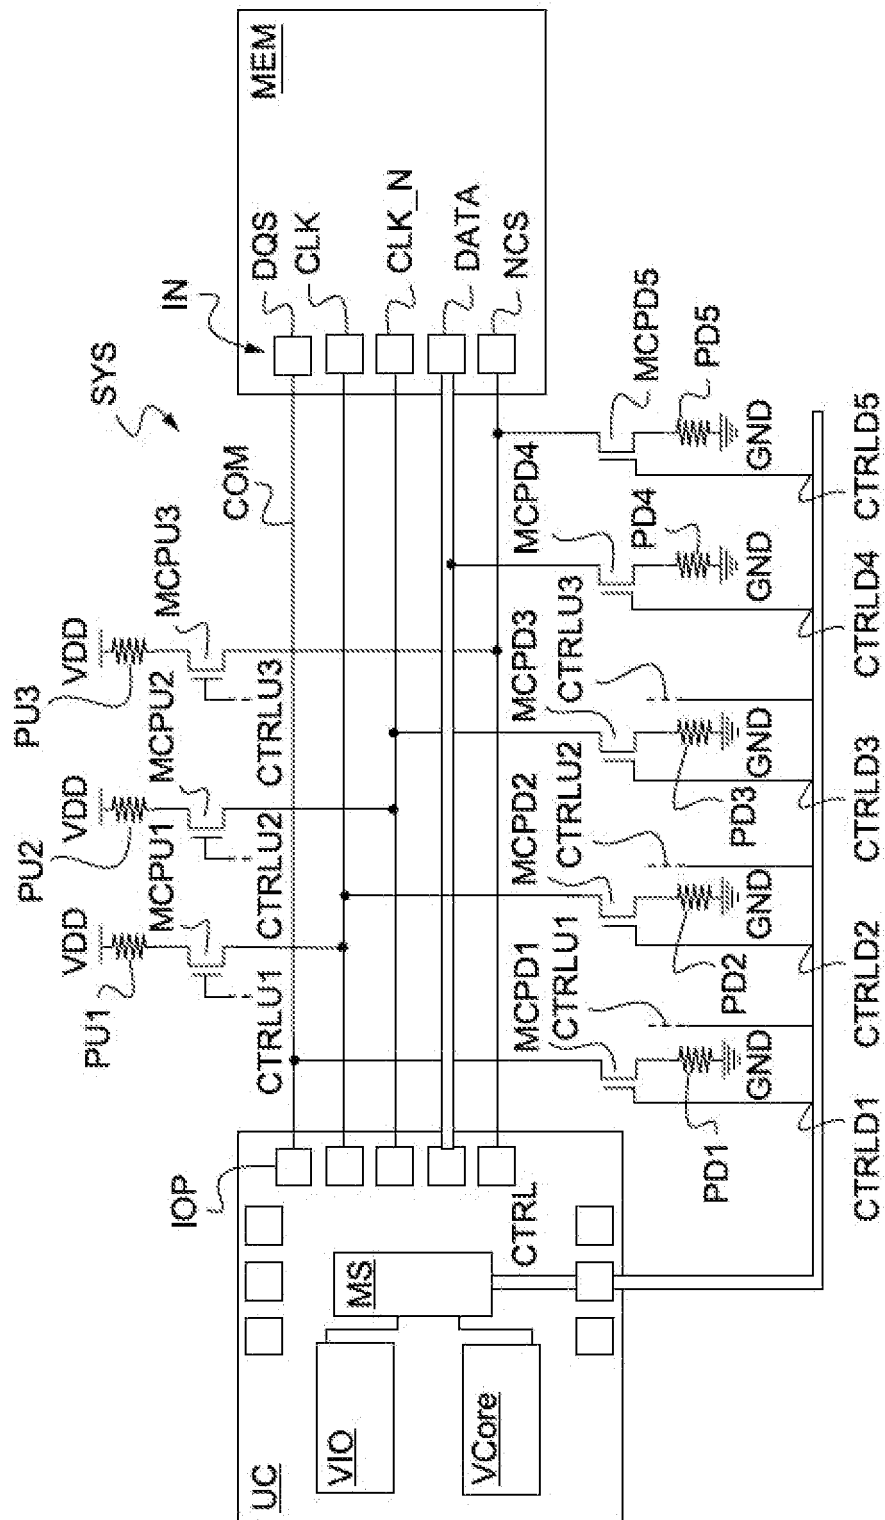 SYS
IN
MEM
DQS
CLK
CLK_N
DATA
NCS
COM
VDD
PU1
MCPU1
CTRLU1
VDD
PU2
MCPU2
CTRLU2
VDD
PU3
MCPU3
CTRLU3
UC
IOP
MS
VIO
VCore
CTRL
MCPD1
CTRLU1
PD1
GND
CTRLD1
MCPD2
CTRLU2
PD2
GND
CTRLD2
MCPD3
CTRLU3
PD3
GND
CTRLD3
MCPD4
PD4
GND
CTRLD4
MCPD5
PD5
GND
CTRLD5